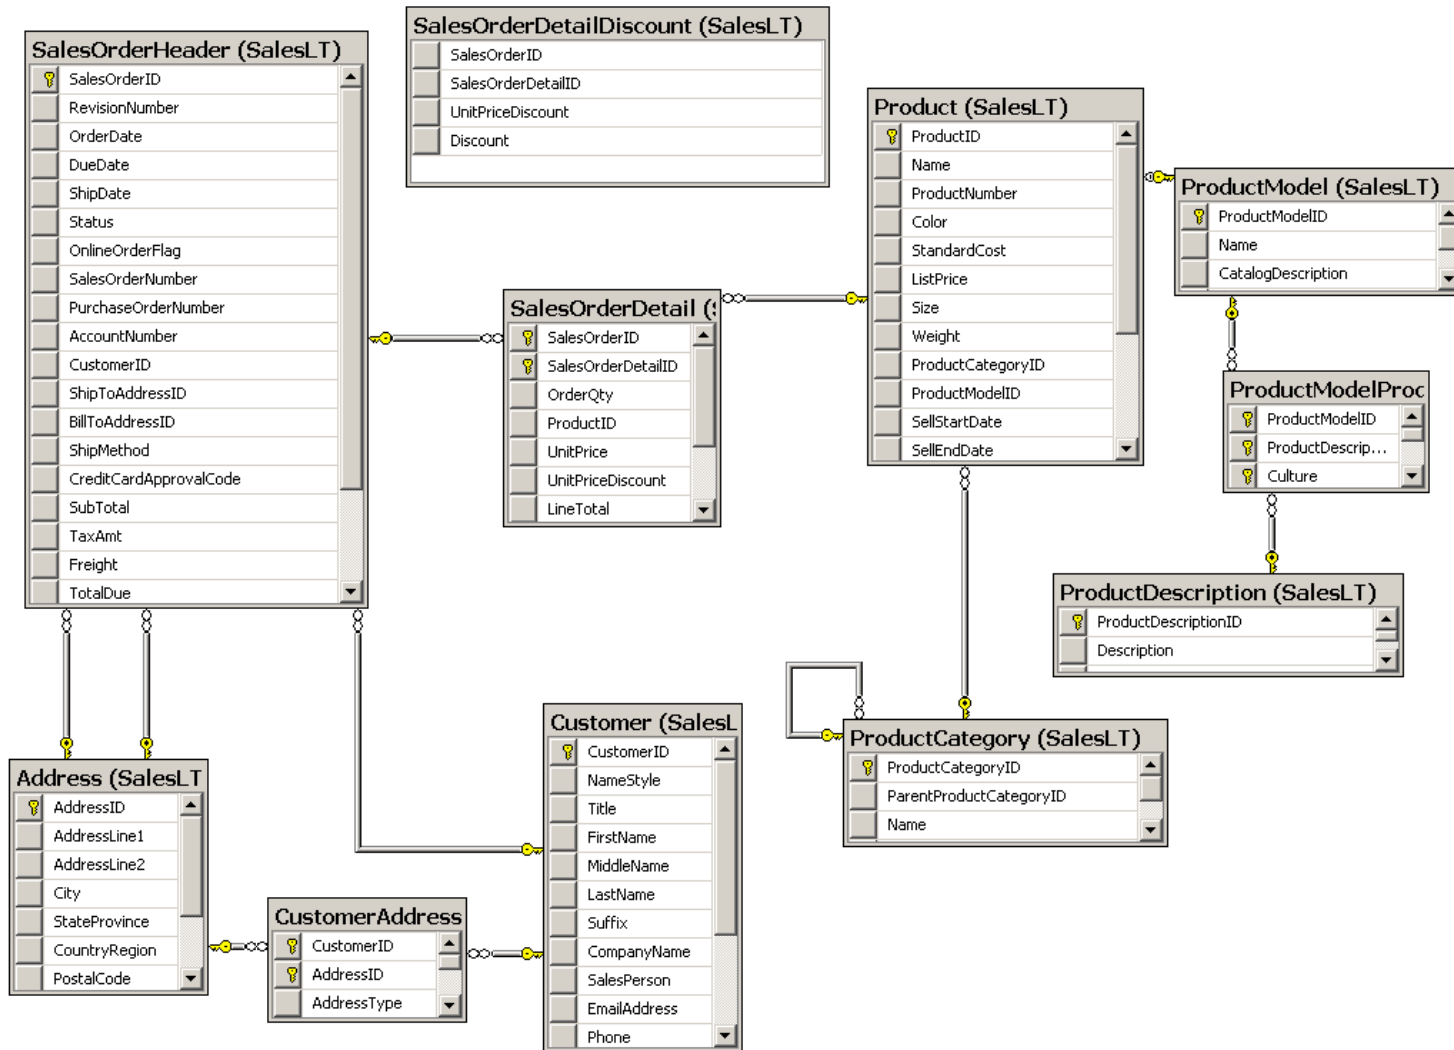 SalesOrderHeader (SalesLT)
SalesOrderID
RevisionNumber
OrderDate
DueDate
ShipDate
Status
OnlineOrderFlag
SalesOrderNumber
PurchaseOrderNumber
AccountNumber
CustomerID
ShipToAddressID
BillToAddressID
ShipMethod
CreditCardApprovalCode
SubTotal
TaxAmt
Freight
TotalDue
SalesOrderDetailDiscount (SalesLT)
SalesOrderID
SalesOrderDetailID
UnitPriceDiscount
Discount
SalesOrderDetail (S
SalesOrderID
SalesOrderDetailID
OrderQty
ProductID
UnitPrice
UnitPriceDiscount
LineTotal
Product (SalesLT)
ProductID
Name
ProductNumber
Color
StandardCost
ListPrice
Size
Weight
ProductCategoryID
ProductModelID
SellStartDate
SellEndDate
ProductModel (SalesLT)
ProductModelID
Name
CatalogDescription
ProductModelProc
ProductModelID
ProductDescrip...
Culture
ProductDescription (SalesLT)
ProductDescriptionID
Description
ProductCategory (SalesLT)
ProductCategoryID
ParentProductCategoryID
Name
Address (SalesLT
AddressID
AddressLine1
AddressLine2
City
StateProvince
CountryRegion
PostalCode
CustomerAddress
CustomerID
AddressID
AddressType
Customer (SalesL
CustomerID
NameStyle
Title
FirstName
MiddleName
LastName
Suffix
CompanyName
SalesPerson
EmailAddress
Phone